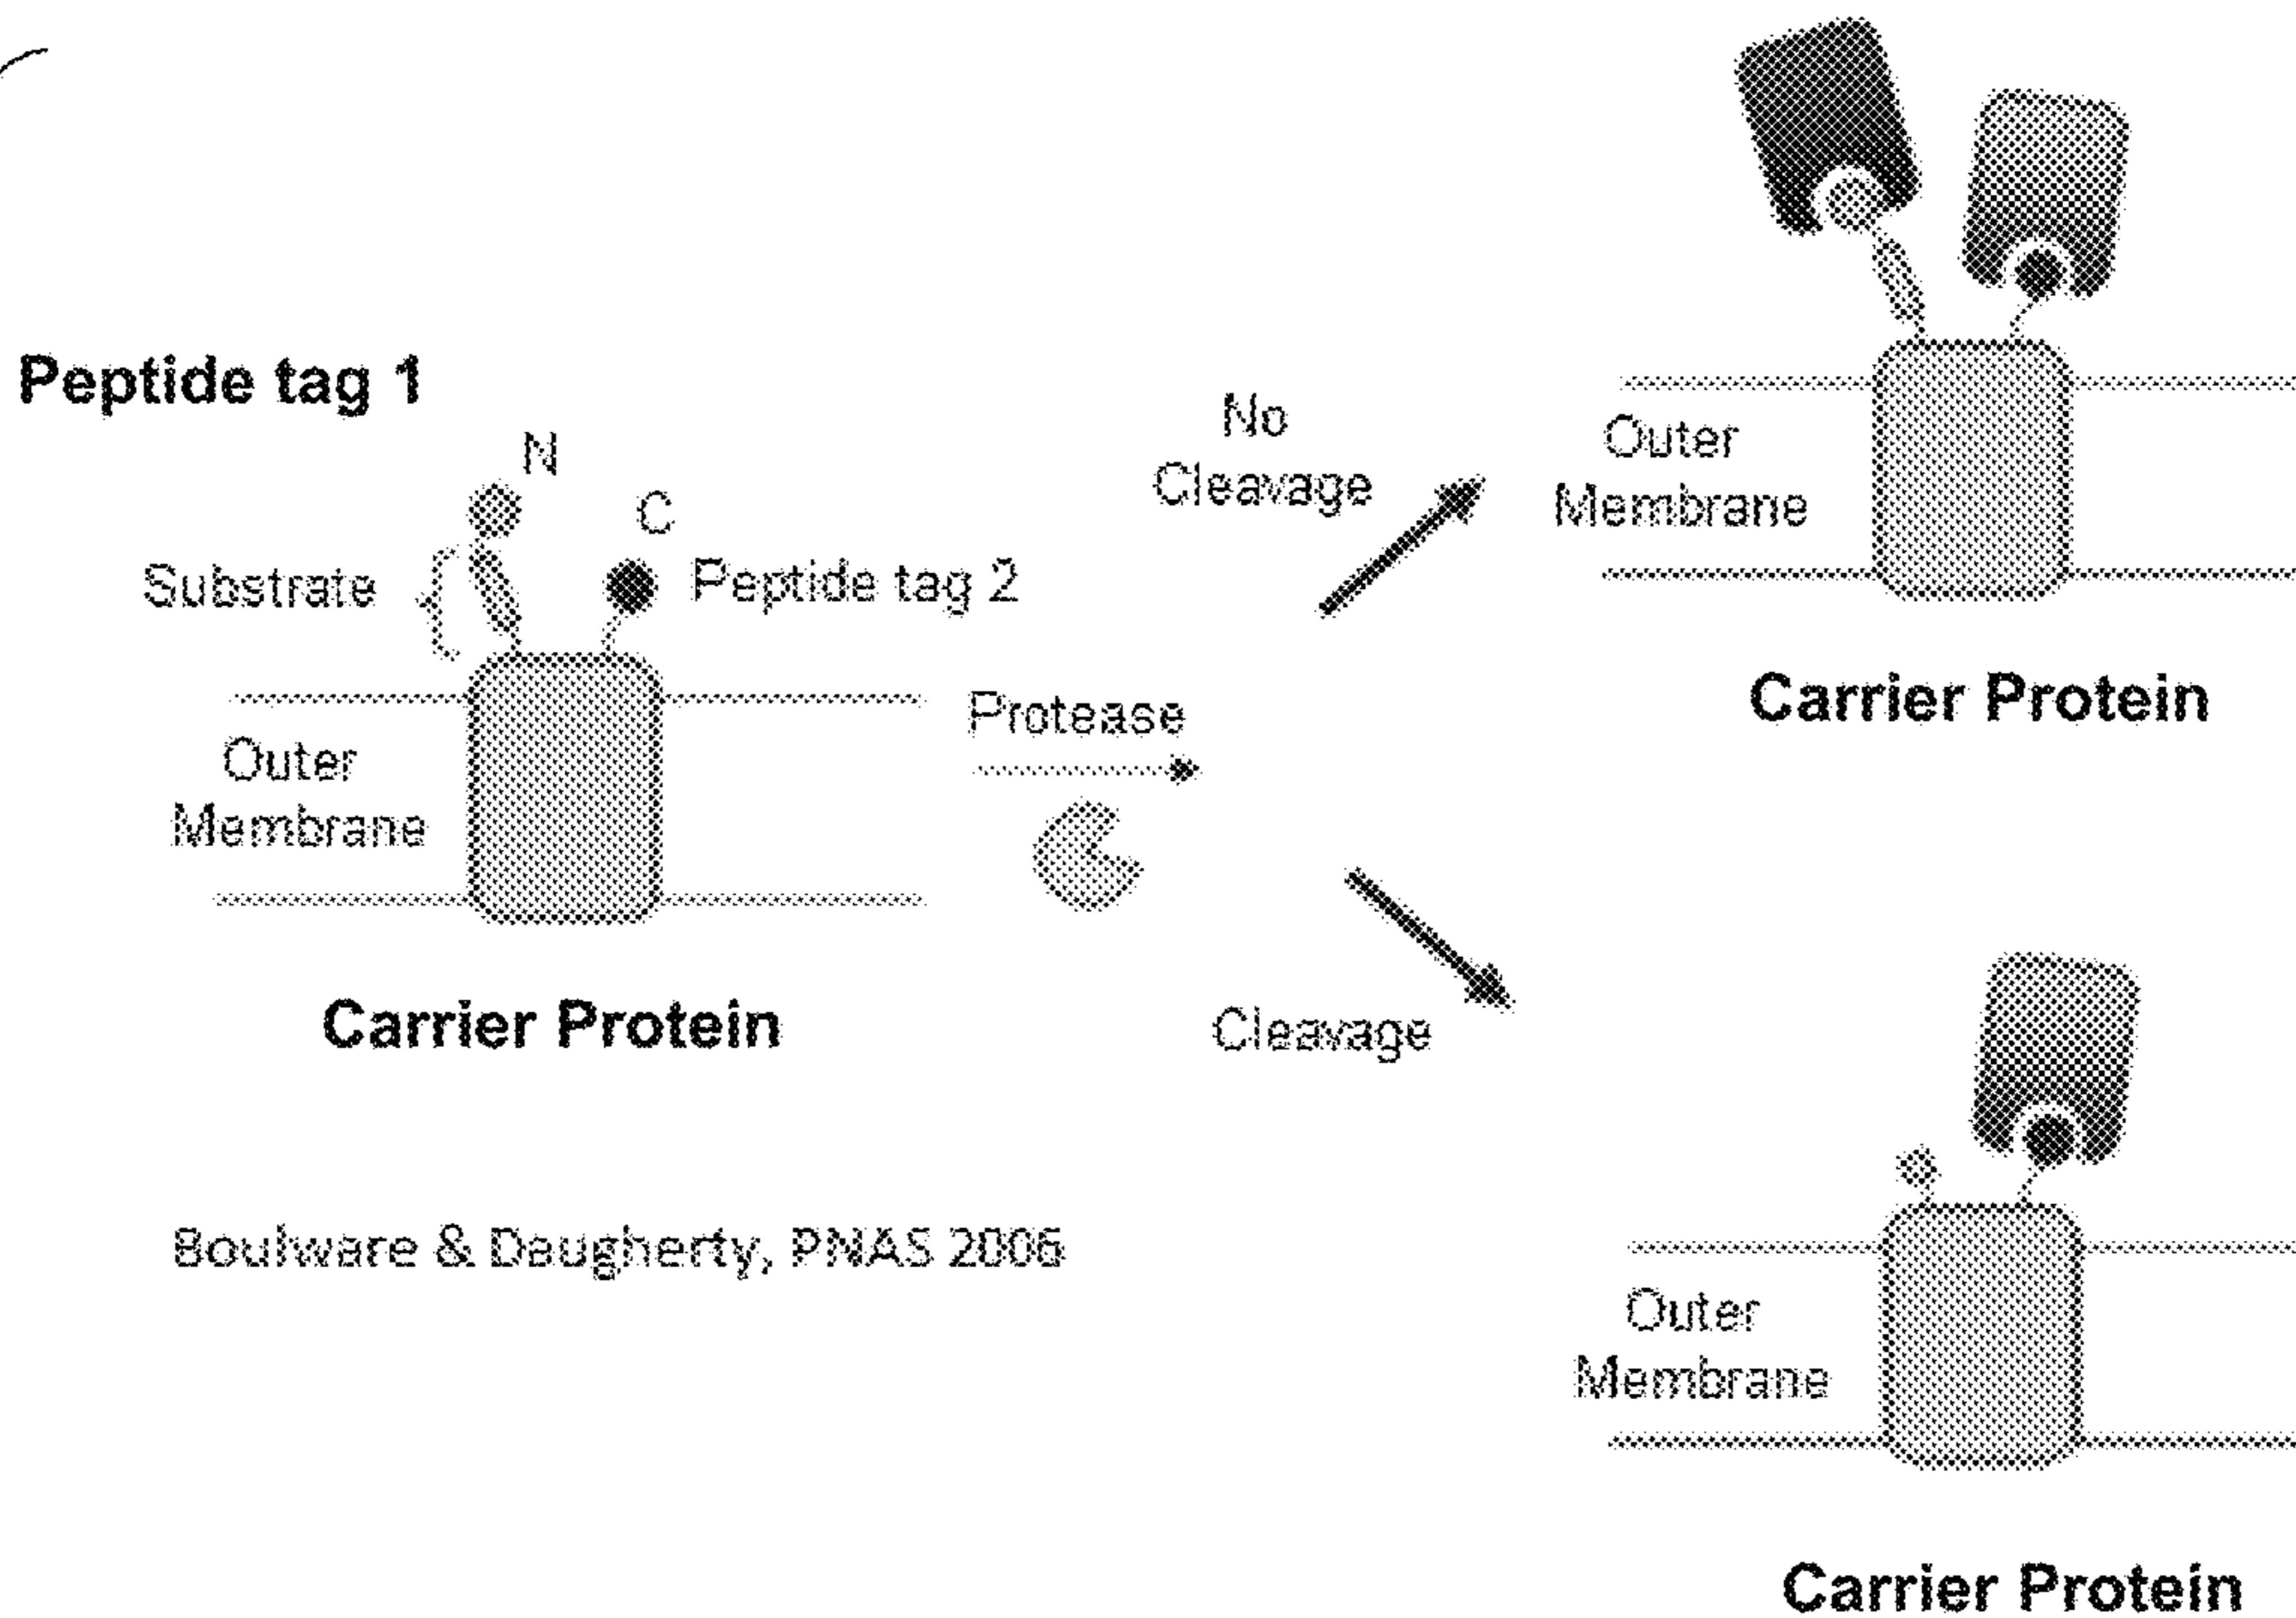 Peptide tag 1
N
C
Substrate
Peptide tag 2
Outer
Membrane
Carrier Protein
Protease
No
Cleavage
Cleavage
Outer
Membrane
Carrier Protein
Outer
Membrane
Carrier Protein
Boulware & Daugherty, PNAS 2006